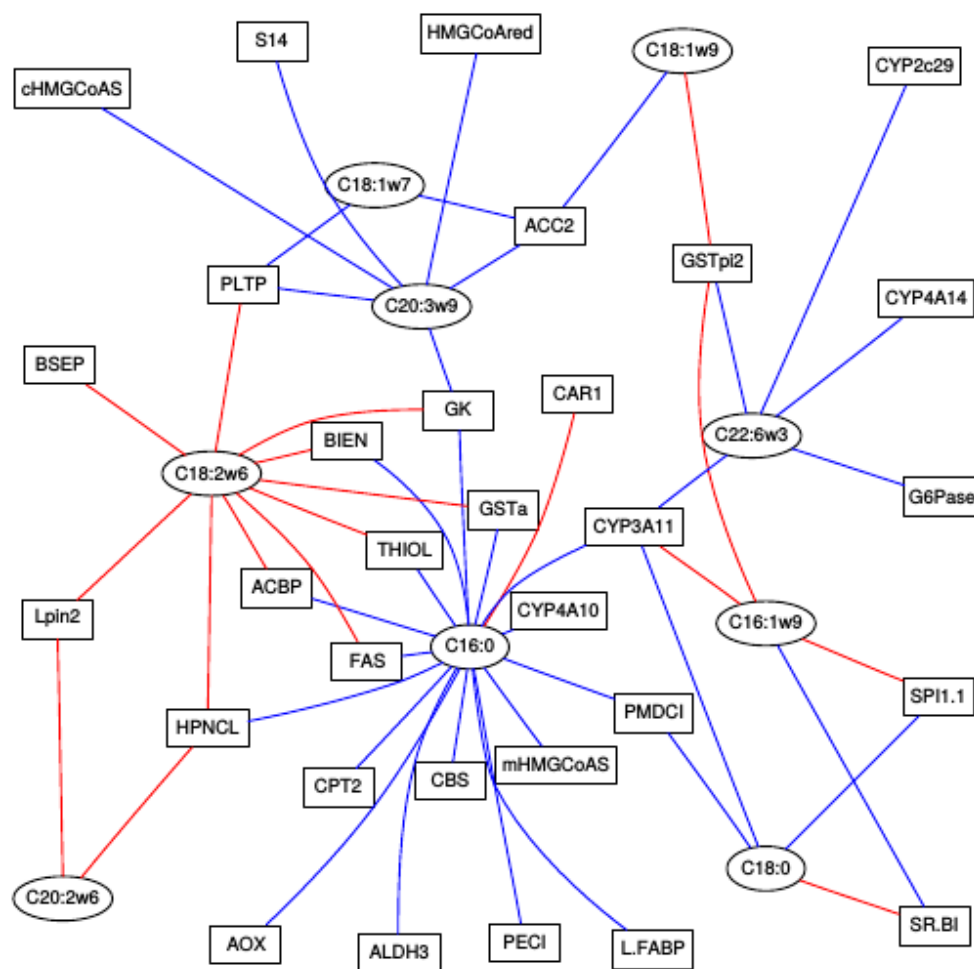 S14
HMGCoAred
C18:1w9
CYP2c29
cHMGCoAS
C18:1w7
ACC2
GSTpi2
PLTP
C20:3w9
CYP4A14
BSEP
GK
CAR1
BIEN
C22:6w3
C18:2w6
G6Pase
GSTa
CYP3A11
THIOL
ACBP
CYP4A10
Lpin2
C16:1w9
C16:0
FAS
SPI1.1
HPNCL
PMDCI
mHMGCoAS
CPT2
CBS
C18:0
C20:2w6
SR.BI
AOX
ALDH3
PECI
L.FABP